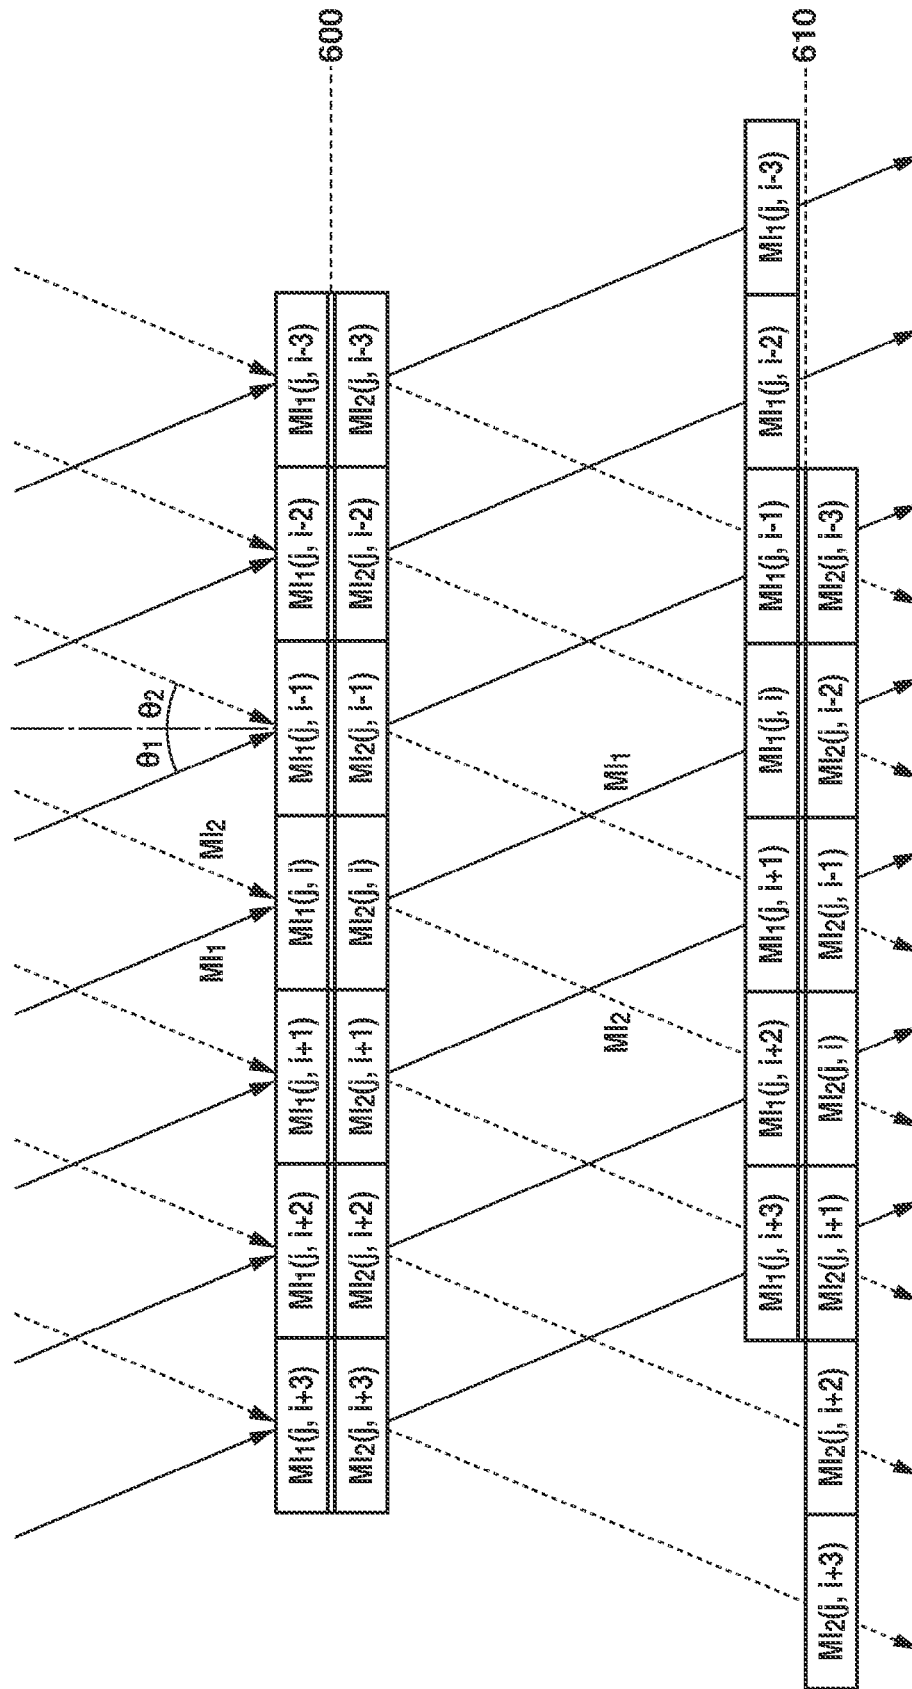 θ1
θ2
MI1
MI2
MI1(j, i+3)
MI1(j, i+2)
MI1(j, i+1)
MI1(j, i)
MI1(j, i-1)
MI1(j, i-2)
MI1(j, i-3)
600
MI2(j, i+3)
MI2(j, i+2)
MI2(j, i+1)
MI2(j, i)
MI2(j, i-1)
MI2(j, i-2)
MI2(j, i-3)
MI2
MI1
MI1(j, i+3)
MI1(j, i+2)
MI1(j, i+1)
MI1(j, i)
MI1(j, i-1)
MI1(j, i-2)
MI1(j, i-3)
610
MI2(j, i+3)
MI2(j, i+2)
MI2(j, i+1)
MI2(j, i)
MI2(j, i-1)
MI2(j, i-2)
MI2(j, i-3)